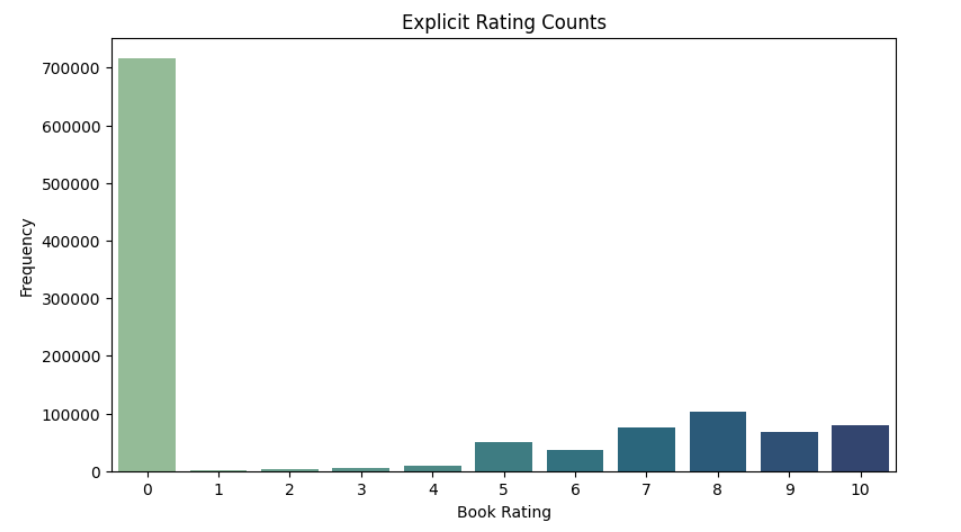 Explicit Rating Counts
700000
600000
500000
400000
300000
200000
100000
0
Frequency
0 1 2 3 4 5 6 7 8 9 10
Book Rating